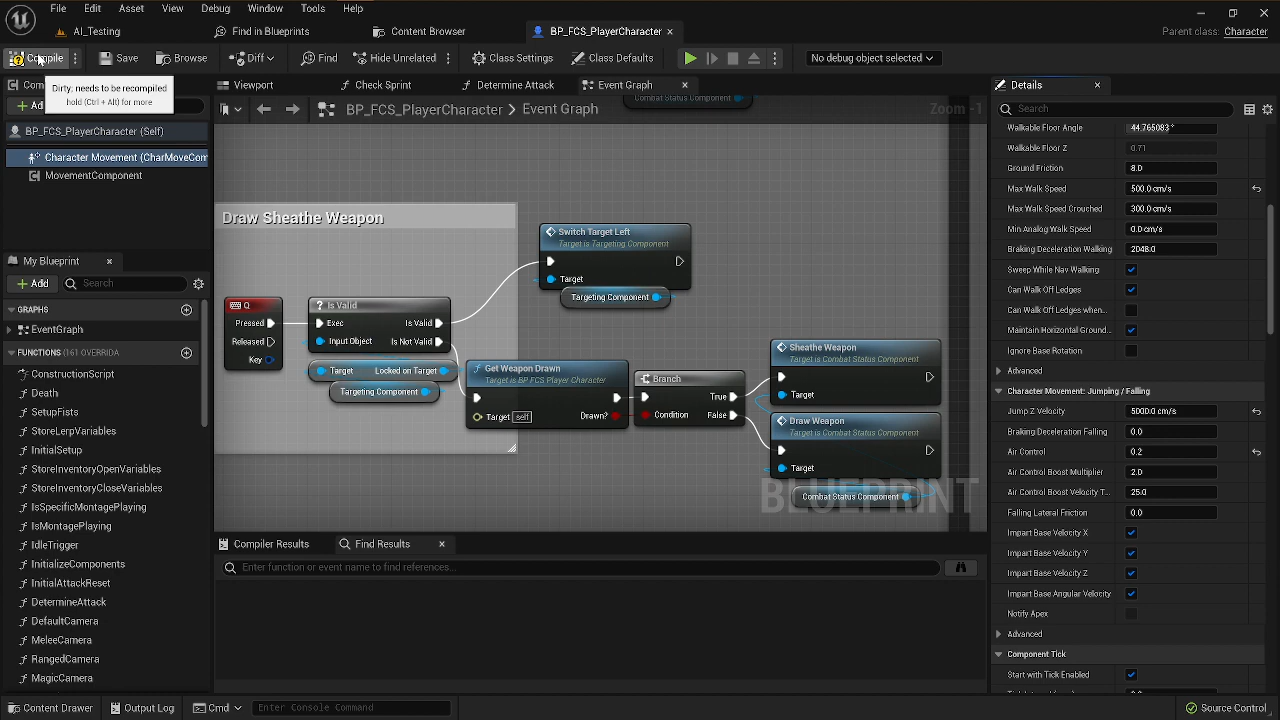 File
Edit
Asset
View
Debug
Window
Tools
Help
AI_Testing
Find in Blueprints
Content Browser
BP_FCS_PlayerCharacter
Parent class: Character
Compile
Save
Browse
Diff
Find
Hide Unrelated
Class Settings
Class Defaults
No debug object selected
Dirty; needs to be recompiled
hold (Ctrl + Alt) for more
Viewport
Check Sprint
Determine Attack
Event Graph
Details
BP_FCS_PlayerCharacter > Event Graph
Zoom -1
Combat Status Component
BP_FCS_PlayerCharacter (Self)
Character Movement (CharMoveCom
MovementComponent
My Blueprint
Add
Search
GRAPHS
EventGraph
FUNCTIONS (161 OVERRIDA
ConstructionScript
Death
SetupFists
StoreLerpVariables
InitialSetup
StoreInventoryOpenVariables
StoreInventoryCloseVariables
IsSpecificMontagePlaying
IsMontagePlaying
IdleTrigger
InitializeComponents
InitialAttackReset
DetermineAttack
DefaultCamera
MeleeCamera
RangedCamera
MagicCamera
Draw Sheathe Weapon
Q
Pressed
Released
Key
Is Valid
Exec
Is Valid
Input Object
Is Not Valid
Target
Locked on Target
Targeting Component
Switch Target Left
Target is Targeting Component
Target
Targeting Component
Get Weapon Drawn
Target is BP FCS Player Character
Target self
Drawn?
Branch
True
Condition
False
Sheathe Weapon
Target is Combat Status Component
Target
Draw Weapon
Target is Combat Status Component
Target
Combat Status Component
BLUEPRINT
Compiler Results
Find Results
Enter function or event name to find references...
Search
Walkable Floor Angle 44.765083 °
Walkable Floor Z 0.71
Ground Friction 8.0
Max Walk Speed 500.0 cm/s
Max Walk Speed Crouched 300.0 cm/s
Min Analog Walk Speed 0.0 cm/s
Braking Deceleration Walking 2048.0
Sweep While Nav Walking
Can Walk Off Ledges
Can Walk Off Ledges when...
Maintain Horizontal Ground...
Ignore Base Rotation
Advanced
Character Movement: Jumping / Falling
Jump Z Velocity 5000.0 cm/s
Braking Deceleration Falling 0.0
Air Control 0.2
Air Control Boost Multiplier 2.0
Air Control Boost Velocity T... 25.0
Falling Lateral Friction 0.0
Impart Base Velocity X
Impart Base Velocity Y
Impart Base Velocity Z
Impart Base Angular Velocity
Notify Apex
Advanced
Component Tick
Start with Tick Enabled
Content Drawer
Output Log
Cmd
Enter Console Command
Source Control